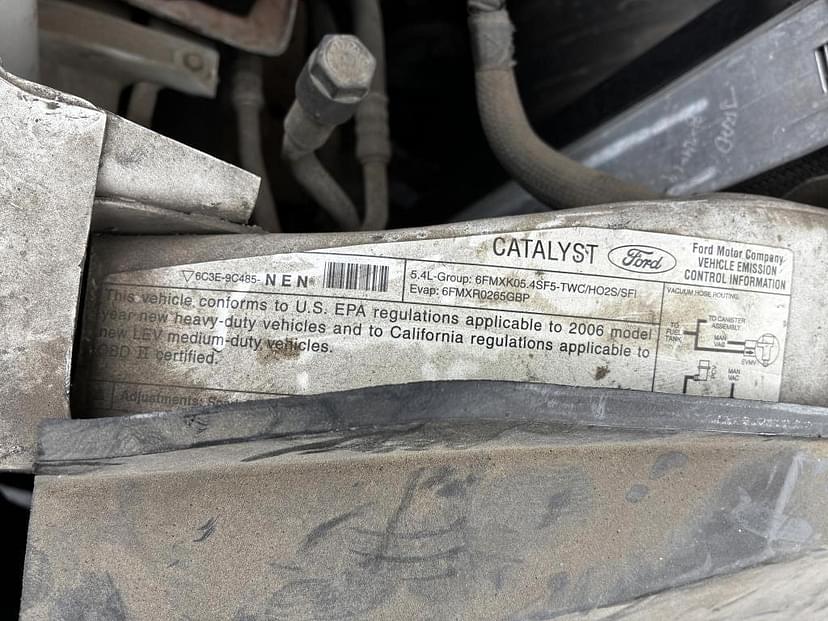 CATALYST
Ford
Ford Motor Company
VEHICLE EMISSION
CONTROL INFORMATION
6C3E-9C485- NEN
5.4L-Group: 6FMXK05.4SF5-TWC/HO2S/SFI
Evap: 6FMXR0265GBP
This vehicle conforms to U.S. EPA regulations applicable to 2006 model
year new heavy-duty vehicles and to California regulations applicable to
new LEV medium-duty vehicles.
OBD II certified.
Adjustments:
VACUUM HOSE ROUTING
TO FUEL TANK
TO CANISTER
ASSEMBLY
MAN
VAC
EVMV
MAN
VAC